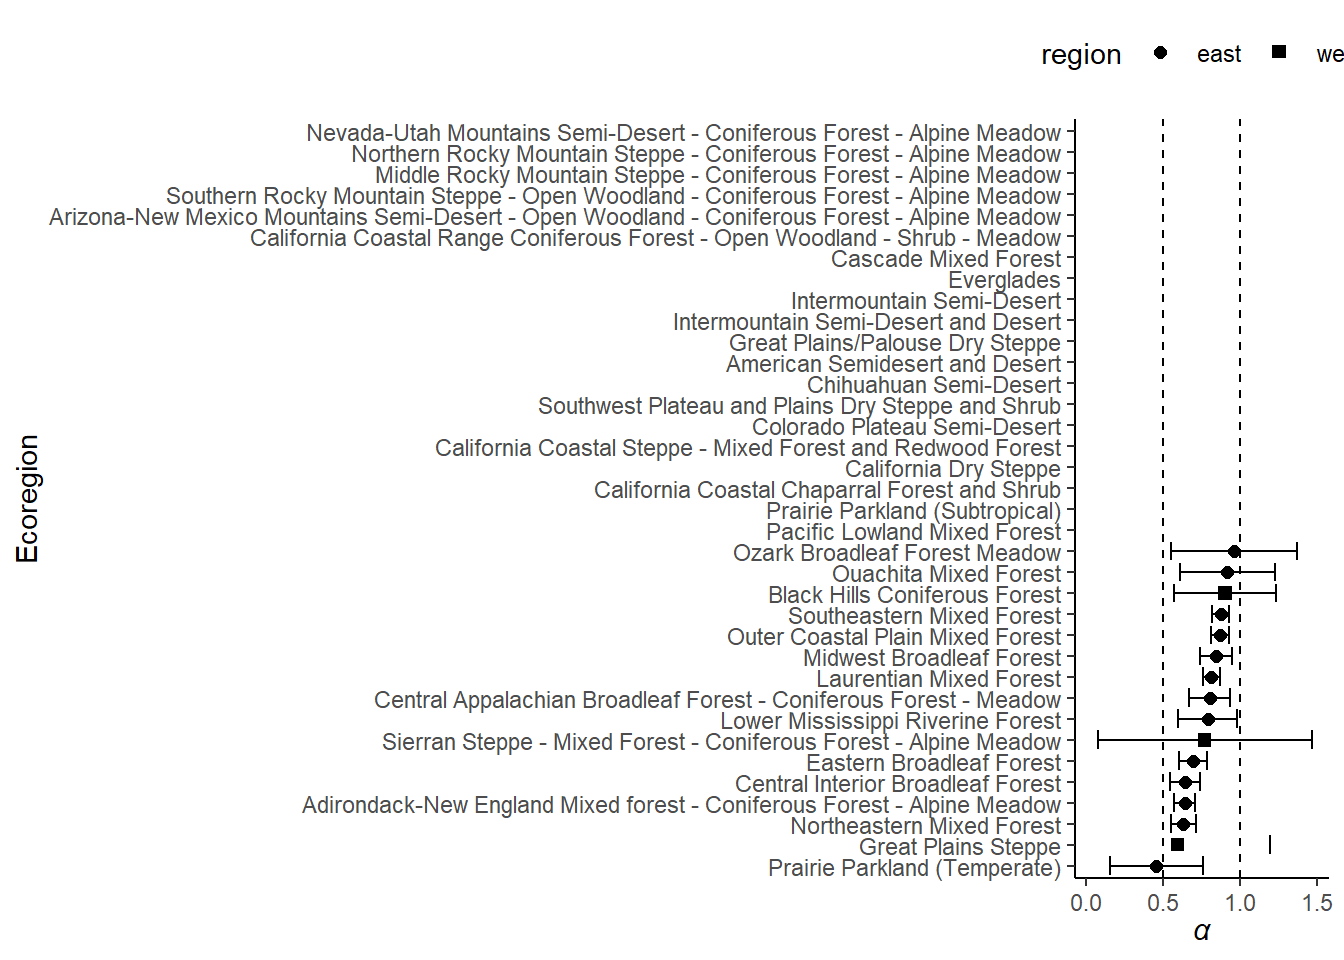 region east we
Nevada-Utah Mountains Semi-Desert - Coniferous Forest - Alpine Meadow
Northern Rocky Mountain Steppe - Coniferous Forest - Alpine Meadow
Middle Rocky Mountain Steppe - Coniferous Forest - Alpine Meadow
Southern Rocky Mountain Steppe - Open Woodland - Coniferous Forest - Alpine Meadow
Arizona-New Mexico Mountains Semi-Desert - Open Woodland - Coniferous Forest - Alpine Meadow
California Coastal Range Coniferous Forest - Open Woodland - Shrub - Meadow
Cascade Mixed Forest
Everglades
Intermountain Semi-Desert
Intermountain Semi-Desert and Desert
Great Plains/Palouse Dry Steppe
American Semidesert and Desert
Chihuahuan Semi-Desert
Southwest Plateau and Plains Dry Steppe and Shrub
Colorado Plateau Semi-Desert
California Coastal Steppe - Mixed Forest and Redwood Forest
California Dry Steppe
California Coastal Chaparral Forest and Shrub
Prairie Parkland (Subtropical)
Pacific Lowland Mixed Forest
Ozark Broadleaf Forest Meadow
Ouachita Mixed Forest
Black Hills Coniferous Forest
Southeastern Mixed Forest
Outer Coastal Plain Mixed Forest
Midwest Broadleaf Forest
Laurentian Mixed Forest
Central Appalachian Broadleaf Forest - Coniferous Forest - Meadow
Lower Mississippi Riverine Forest
Sierran Steppe - Mixed Forest - Coniferous Forest - Alpine Meadow
Eastern Broadleaf Forest
Central Interior Broadleaf Forest
Adirondack-New England Mixed forest - Coniferous Forest - Alpine Meadow
Northeastern Mixed Forest
Great Plains Steppe
Prairie Parkland (Temperate)
Ecoregion
0.0 0.5 1.0 1.5
α